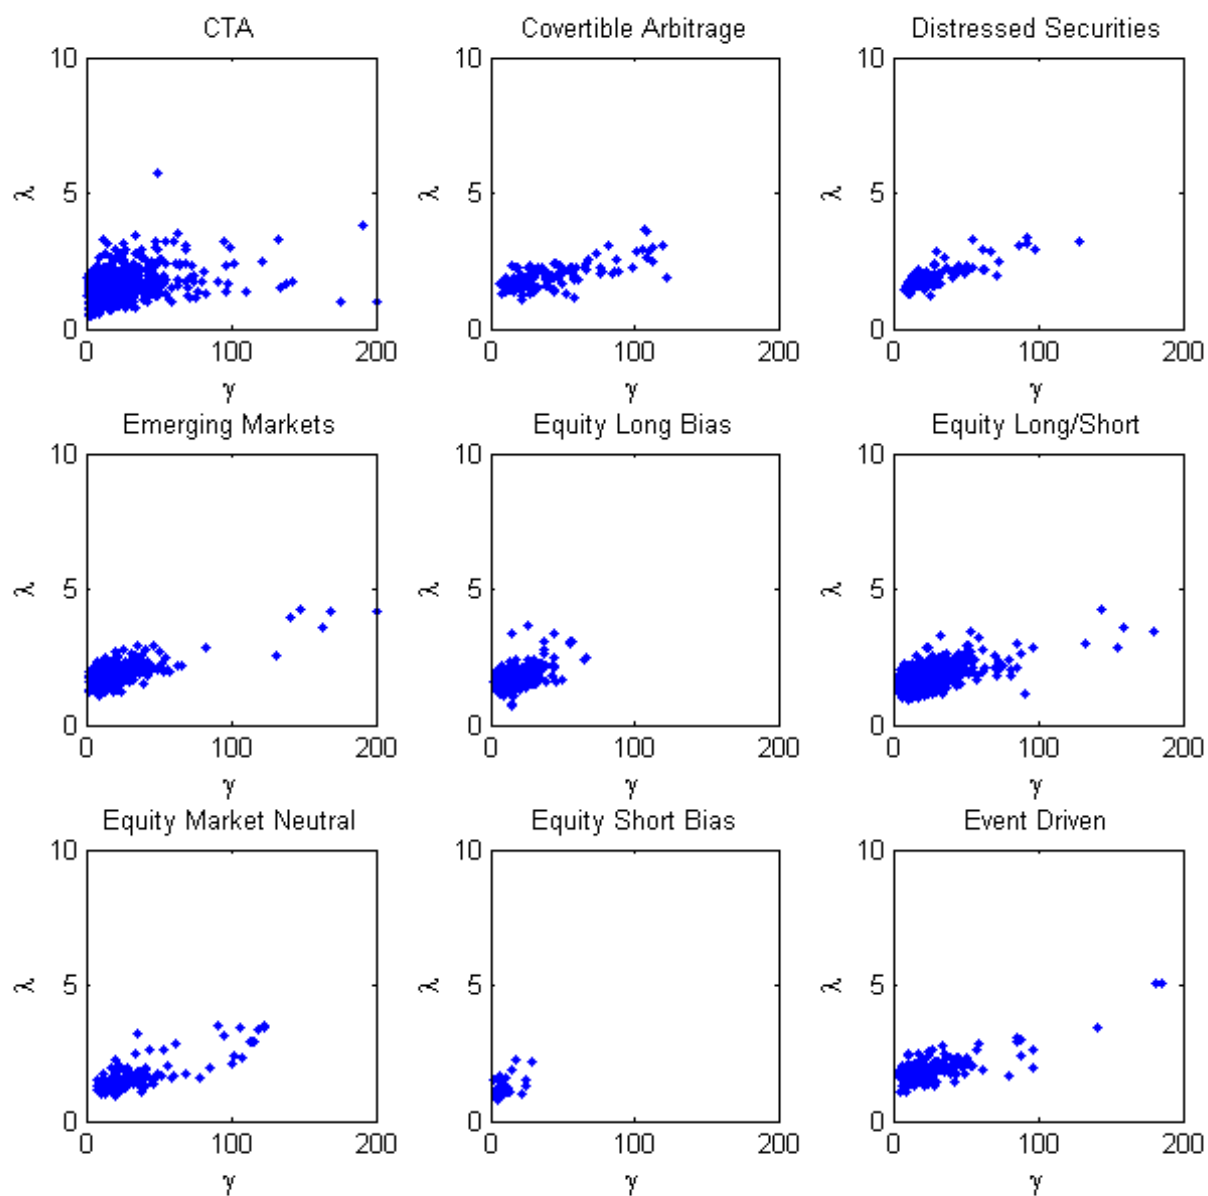 CTA
Covertible Arbitrage
Distressed Securities
10
10
10
λ
5
λ
5
λ
5
0
0
0
0
100
200
0
100
200
0
100
200
γ
γ
γ
Emerging Markets
Equity Long Bias
Equity Long/Short
10
10
10
λ
5
λ
5
λ
5
0
0
0
0
100
200
0
100
200
0
100
200
γ
γ
γ
Equity Market Neutral
Equity Short Bias
Event Driven
10
10
10
λ
5
λ
5
λ
5
0
0
0
0
100
200
0
100
200
0
100
200
γ
γ
γ